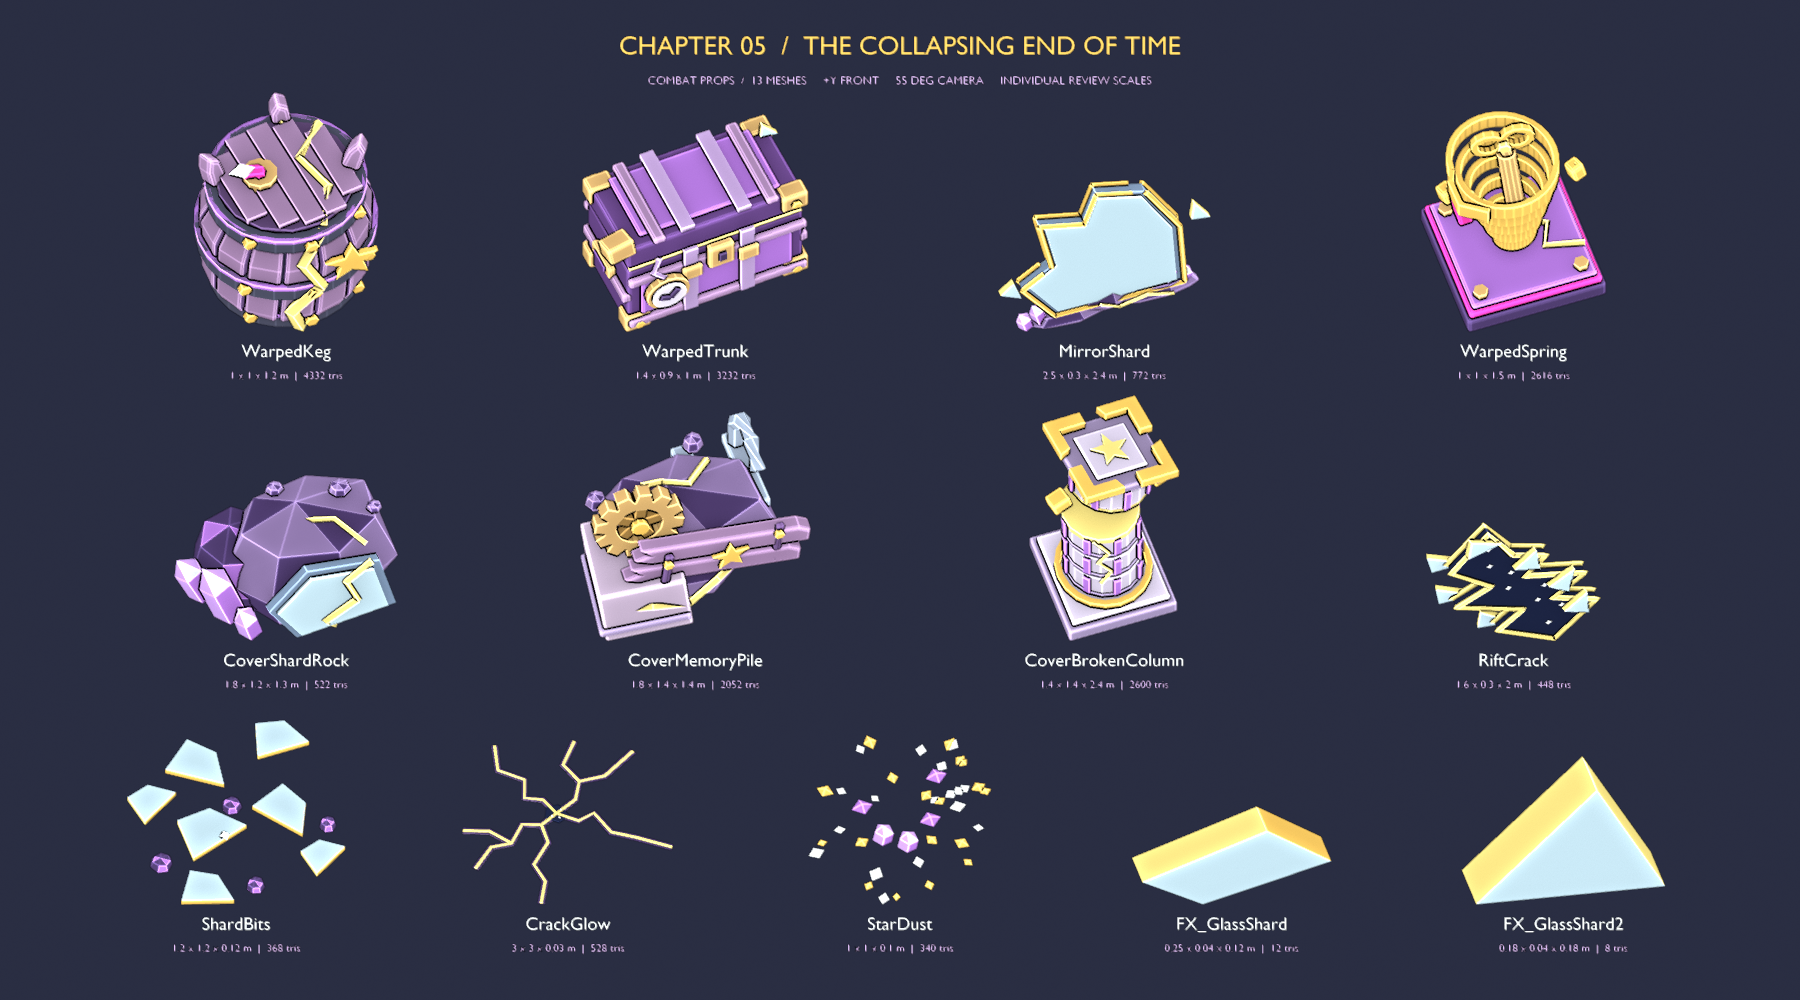 CHAPTER 05 / THE COLLAPSING END OF TIME
COMBAT PROPS / 13 MESHES +Y FRONT 55 DEG CAMERA INDIVIDUAL REVIEW SCALES
WarpedKeg
1 x 1 x 1.2 m | 4332 tris
WarpedTrunk
1.4 x 0.9 x 1 m | 3232 tris
MirrorShard
2.5 x 0.3 x 2.4 m | 772 tris
WarpedSpring
1 x 1 x 1.5 m | 2616 tris
CoverShardRock
1.8 x 1.2 x 1.3 m | 522 tris
CoverMemoryPile
1.8 x 1.4 x 1.4 m | 2052 tris
CoverBrokenColumn
1.4 x 1.4 x 2.4 m | 2600 tris
RiftCrack
1.6 x 0.3 x 2 m | 448 tris
ShardBits
1.2 x 1.2 x 0.12 m | 368 tris
CrackGlow
3 x 3 x 0.03 m | 528 tris
StarDust
1 x 1 x 0.1 m | 340 tris
FX_GlassShard
0.25 x 0.04 x 0.12 m | 12 tris
FX_GlassShard2
0.18 x 0.04 x 0.18 m | 8 tris